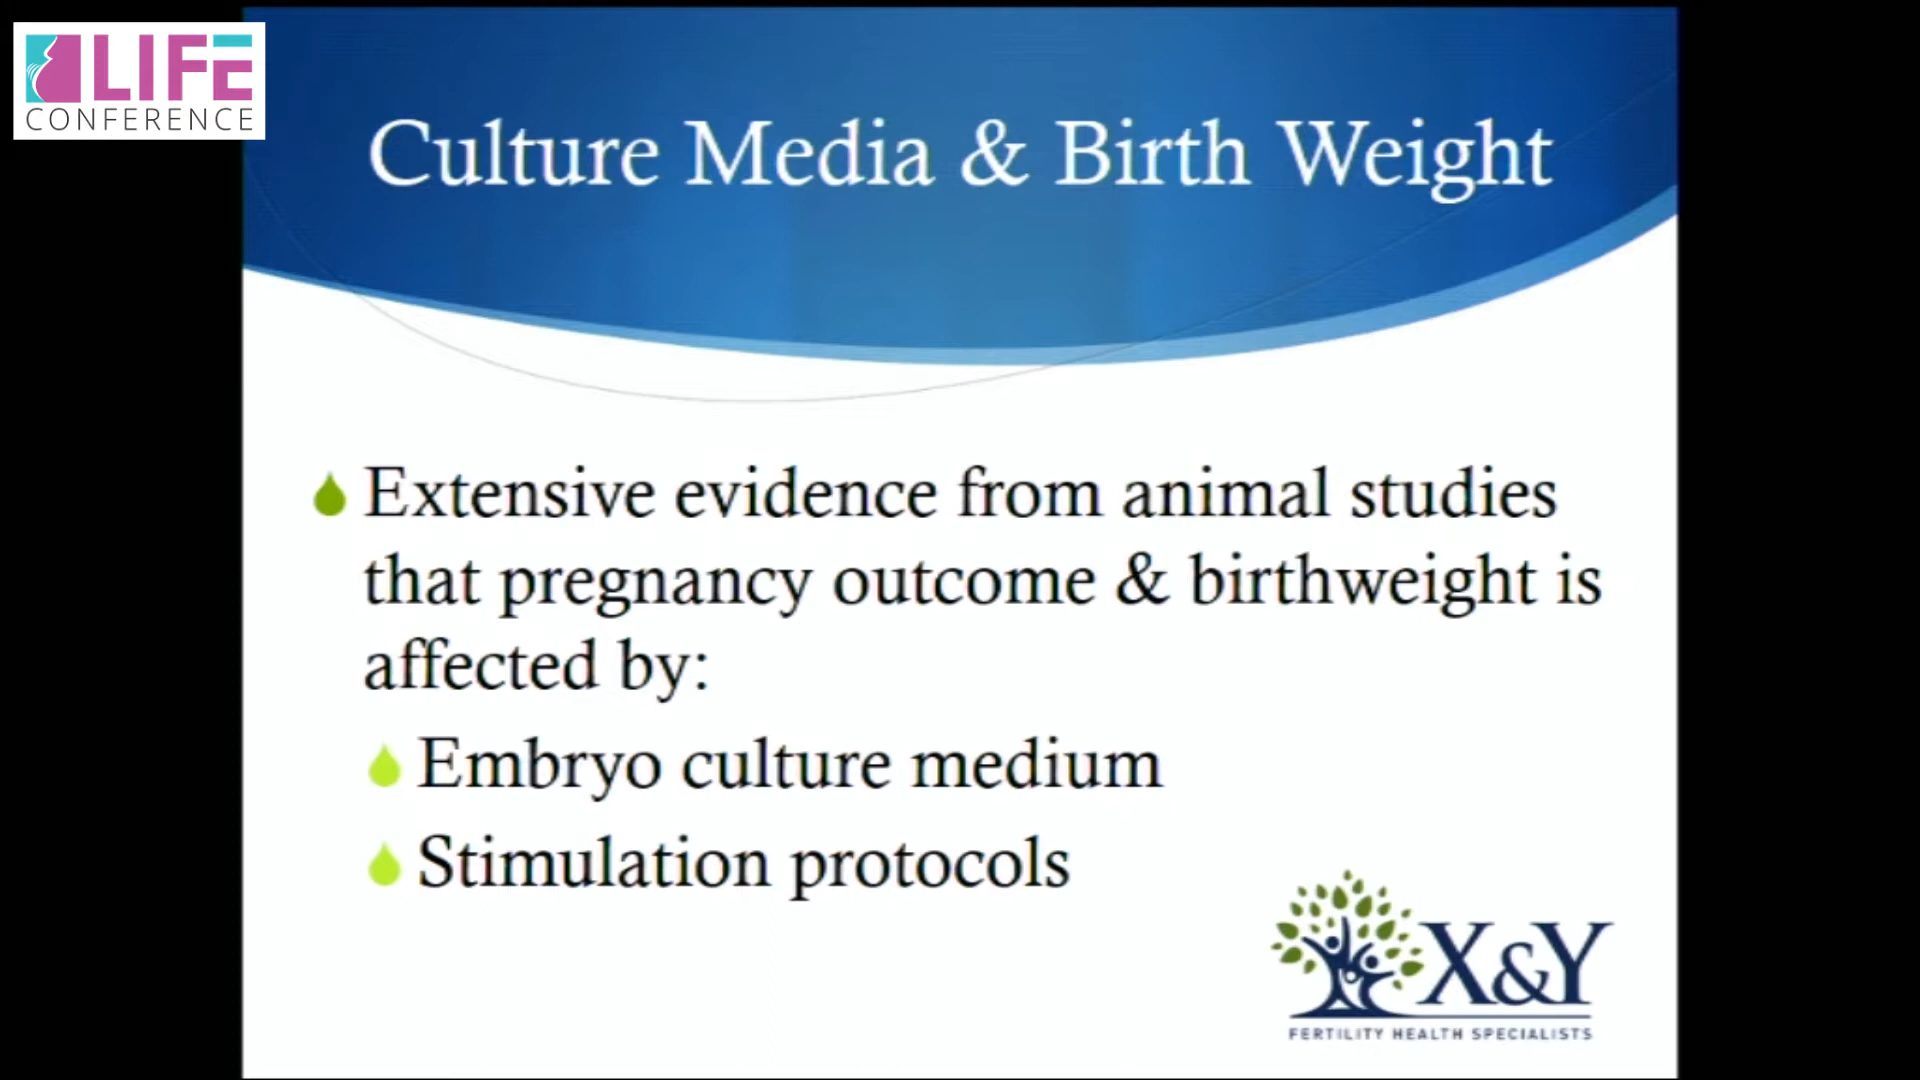 LIFE
CONFERENCE
Culture Media & Birth Weight
Extensive evidence from animal studies
that pregnancy outcome & birthweight is
affected by:
Embryo culture medium
Stimulation protocols
X&Y
FERTILITY HEALTH SPECIALISTS